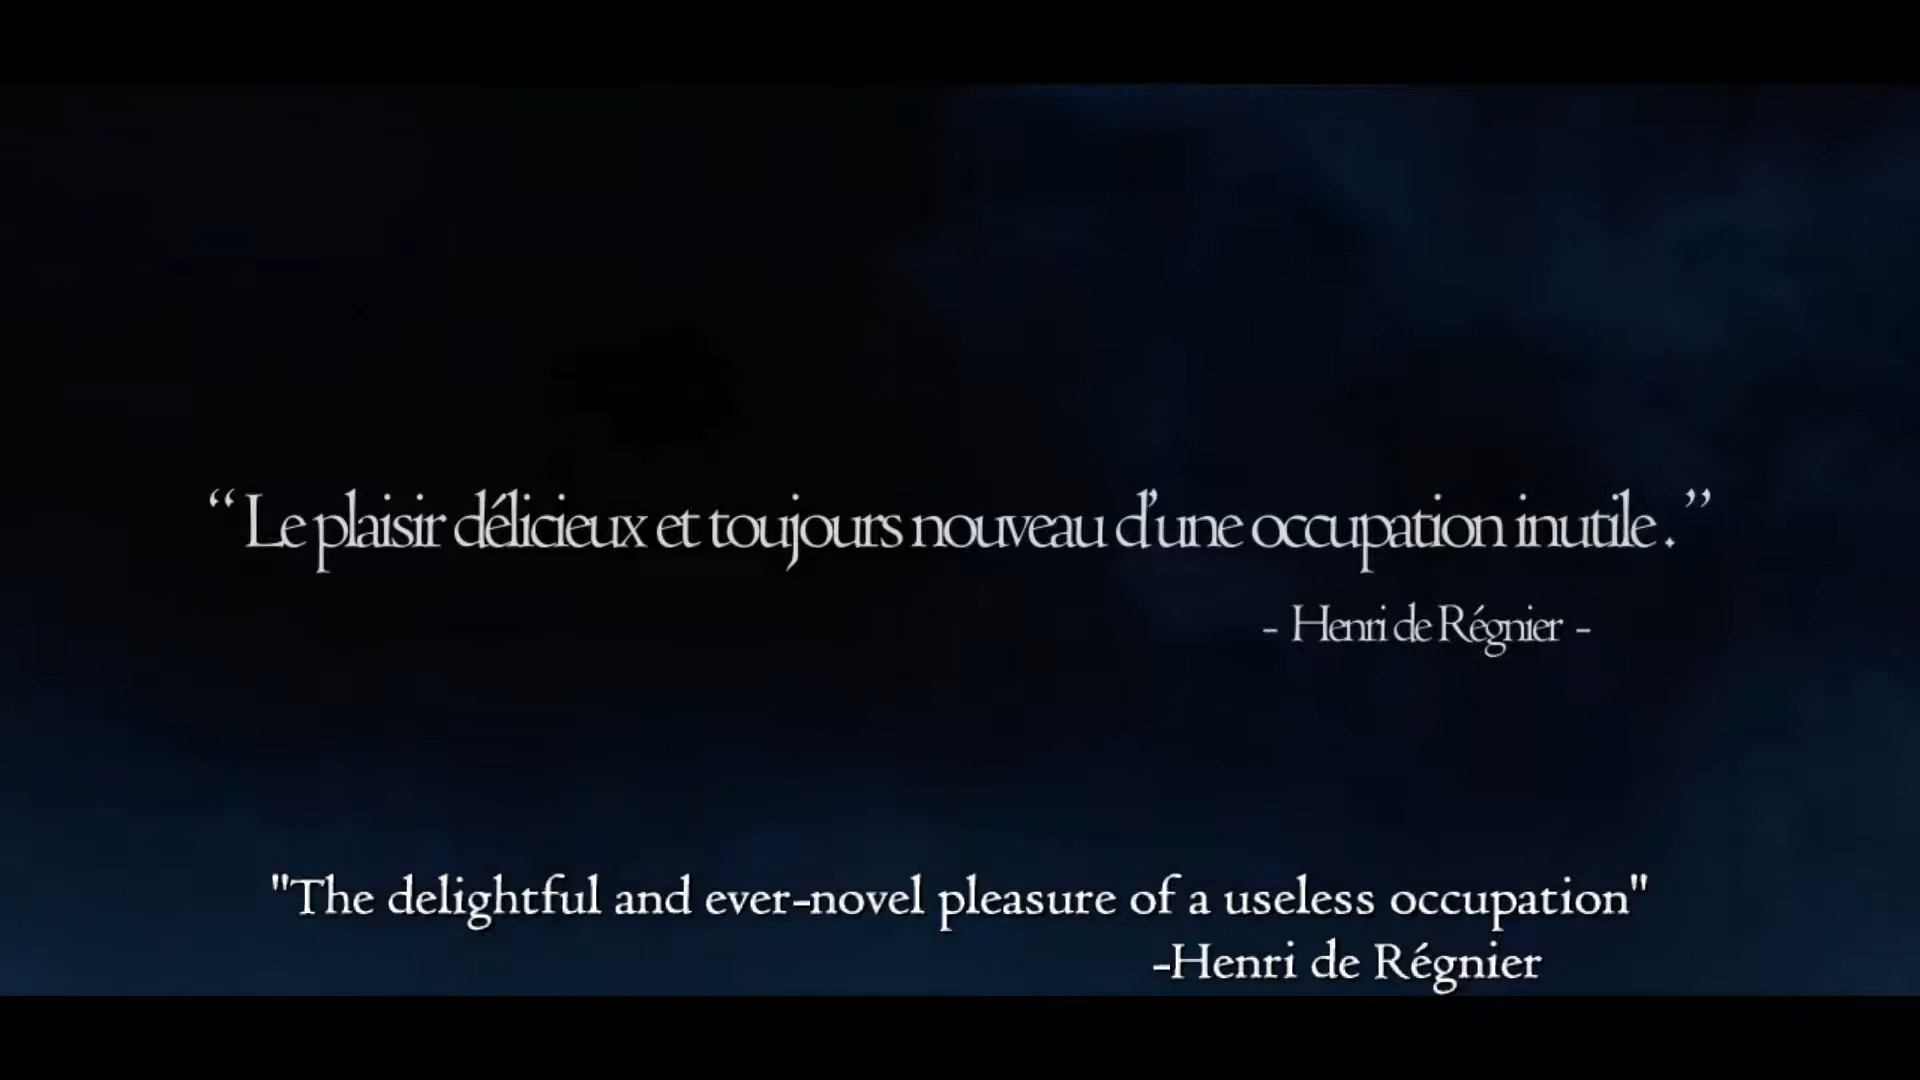 “Le plaisir délicieux et toujours nouveau d'une occupation inutile.”
- Henri de Régnier -
"The delightful and ever-novel pleasure of a useless occupation"
-Henri de Régnier